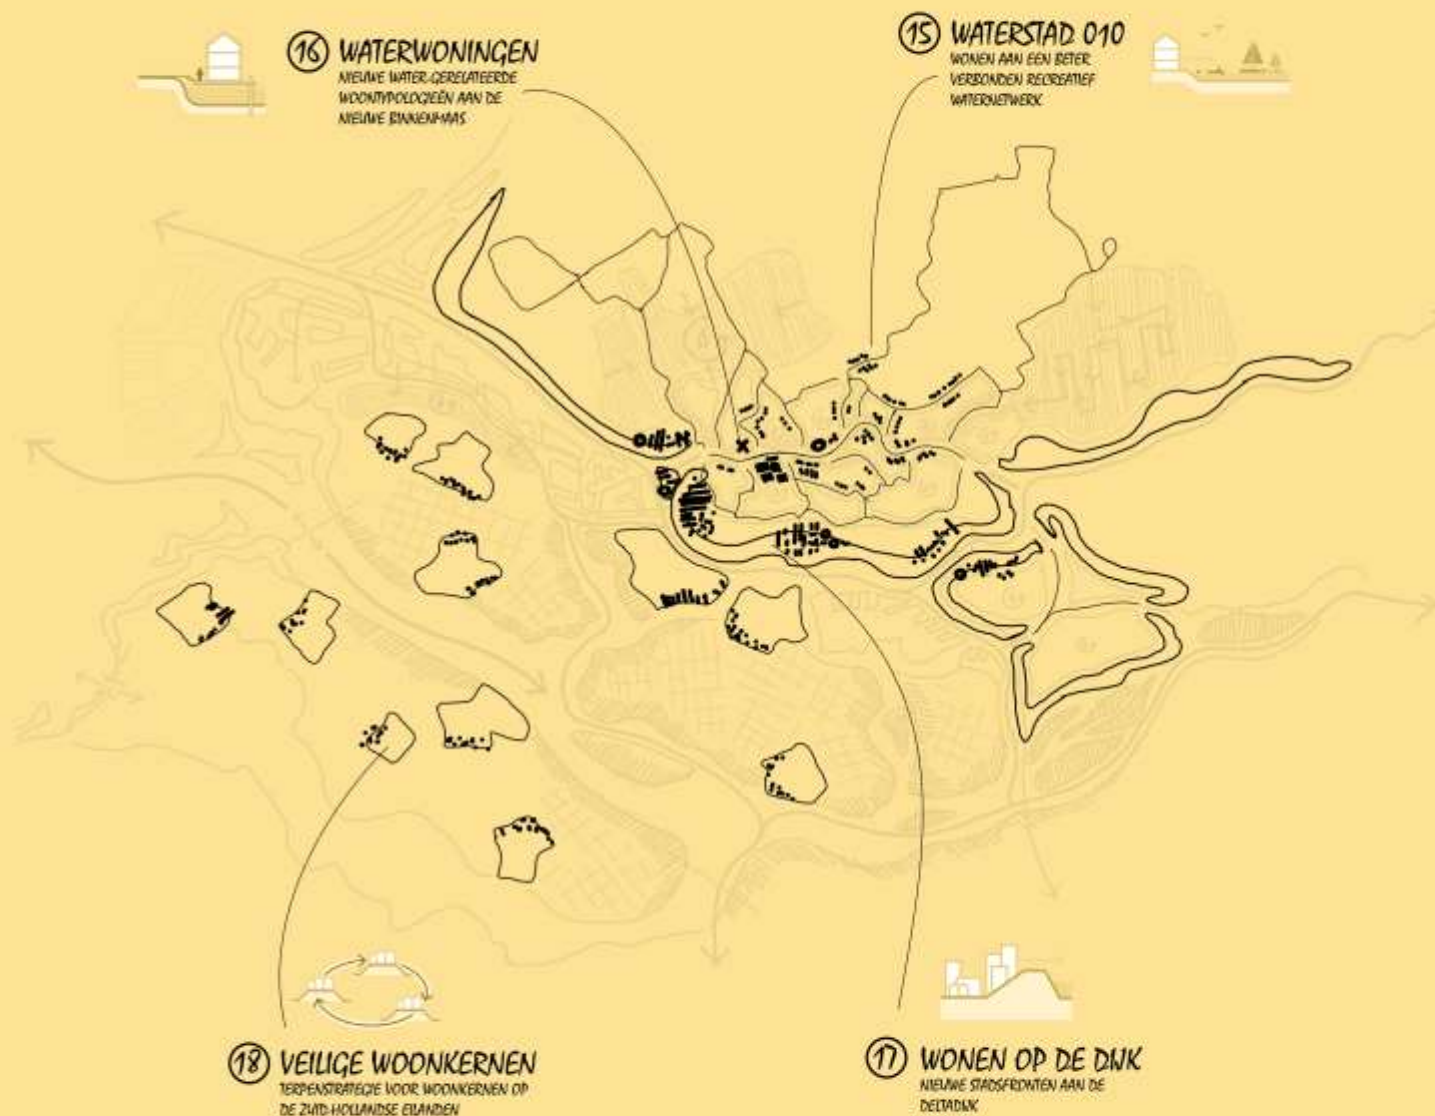 16 WATERWONINGEN
NIEUWE WATER-GERELATEERDE
WOONTYPOLOGIEËN AAN DE
NIEUWE BINNENMAAS
15 WATERSTAD 010
WONEN AAN EEN BETER
VERBONDEN RECREATIEF
WATERNETWERK
18 VEILIGE WOONKERNEN
TERPENSTRATEGIE VOOR WOONKERNEN OP
DE ZUID-HOLLANDSE EILANDEN
17 WONEN OP DE DIJK
NIEUWE STADSFRONTEN AAN DE
DELTADIJK